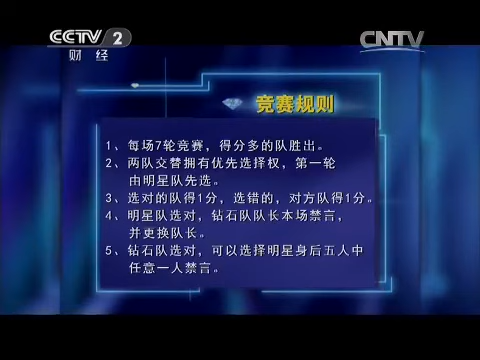 CCTV 2
财经
CNTV
竞赛规则
1、每场7轮竞赛，得分多的队胜出。
2、两队交替拥有优先选择权，第一轮
由明星队先选。
3、选对的队得1分，选错的，对方队得1分。
4、明星队选对，钻石队队长本场禁言，
并更换队长。
5、钻石队选对，可以选择明星身后五人中
任意一人禁言。